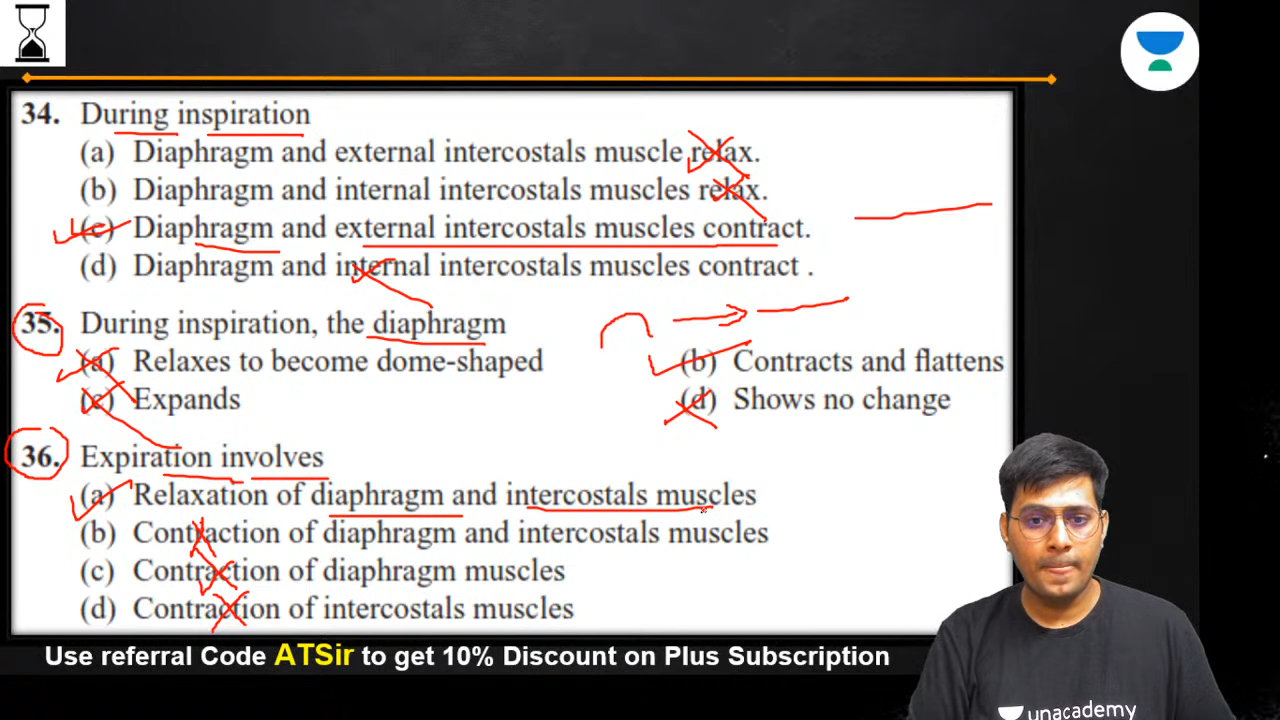 34. During inspiration
(a) Diaphragm and external intercostals muscle relax.
(b) Diaphragm and internal intercostals muscles relax.
(c) Diaphragm and external intercostals muscles contract.
(d) Diaphragm and internal intercostals muscles contract .
35. During inspiration, the diaphragm
(a) Relaxes to become dome-shaped (b) Contracts and flattens
(c) Expands (d) Shows no change
36. Expiration involves
(a) Relaxation of diaphragm and intercostals muscles
(b) Contraction of diaphragm and intercostals muscles
(c) Contraction of diaphragm muscles
(d) Contraction of intercostals muscles
Use referral Code ATSir to get 10% Discount on Plus Subscription
unacademy